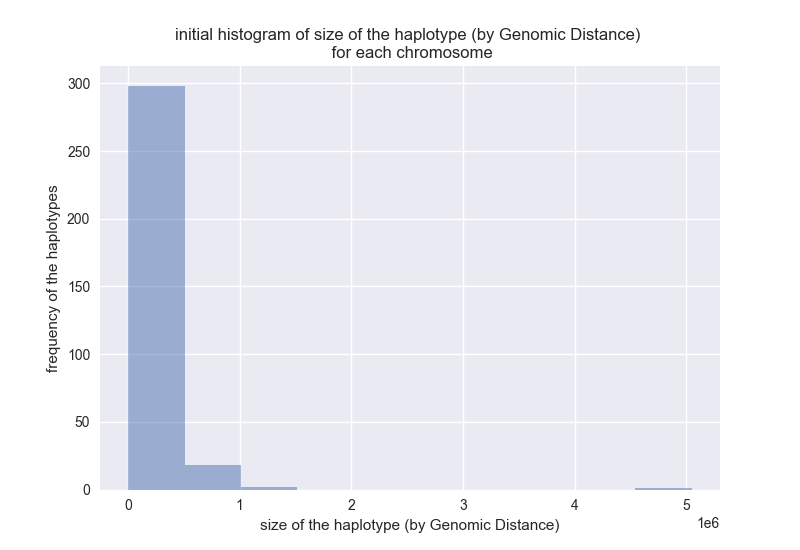 initial histogram of size of the haplotype (by Genomic Distance)
for each chromosome
frequency of the haplotypes
300
250
200
150
100
50
0
0 1 2 3 4 5
1e6
size of the haplotype (by Genomic Distance)